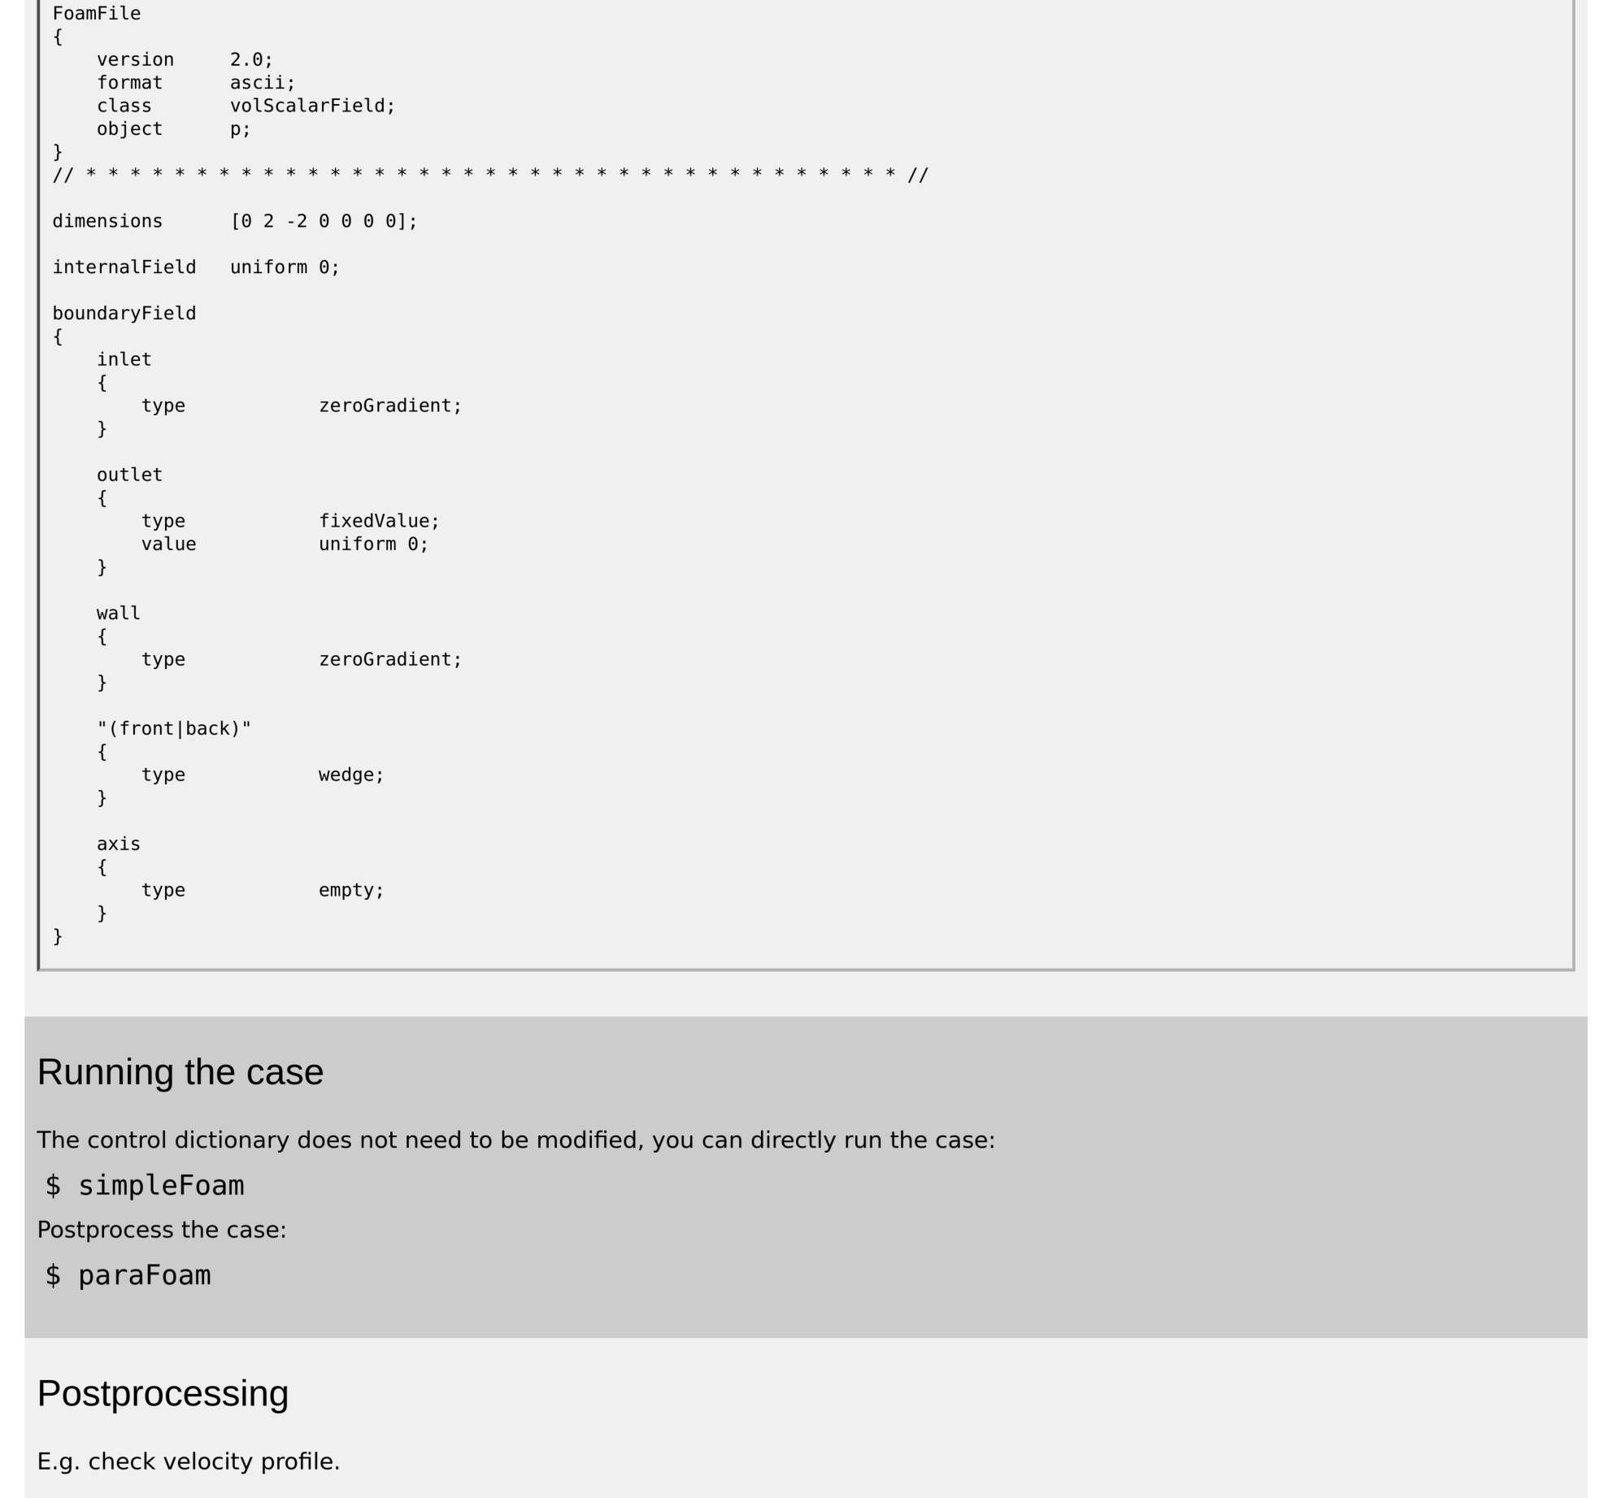 FoamFile
{
    version     2.0;
    format      ascii;
    class       volScalarField;
    object      p;
}
// * * * * * * * * * * * * * * * * * * * * * * * * * * * * * * * * * * * * * //
dimensions      [0 2 -2 0 0 0 0];
internalField   uniform 0;
boundaryField
{
    inlet
    {
        type            zeroGradient;
    }
    outlet
    {
        type            fixedValue;
        value           uniform 0;
    }
    wall
    {
        type            zeroGradient;
    }
    "(front|back)"
    {
        type            wedge;
    }
    axis
    {
        type            empty;
    }
}
Running the case
The control dictionary does not need to be modified, you can directly run the case:
$ simpleFoam
Postprocess the case:
$ paraFoam
Postprocessing
E.g. check velocity profile.